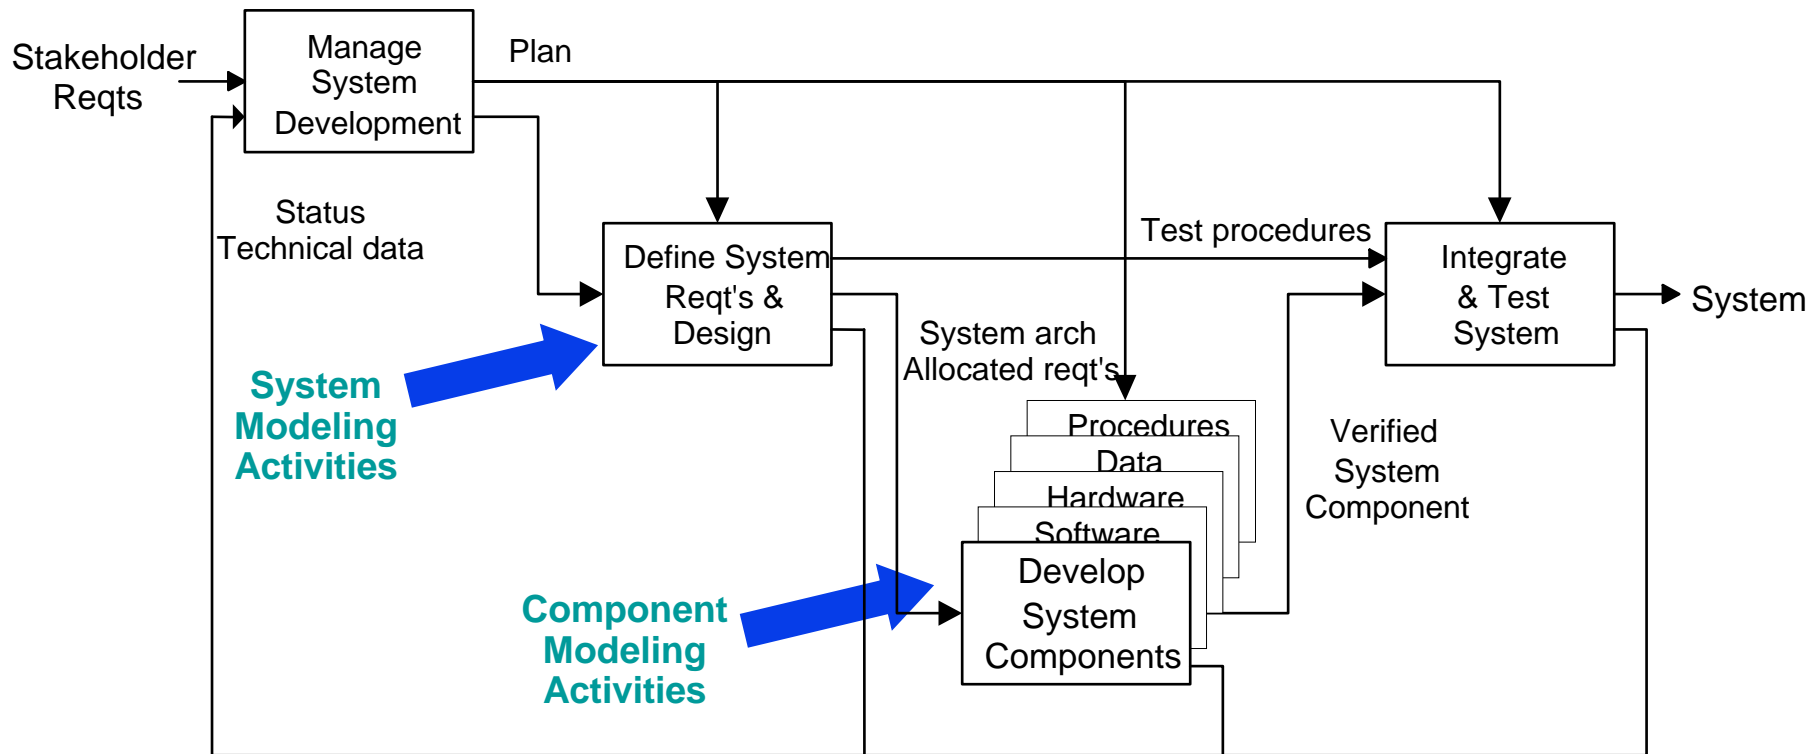 Stakeholder
Reqts
Manage
System
Development
Plan
Status
Technical data
Define System
Reqt's &
Design
Test procedures
Integrate
& Test
System
System
System arch
Allocated reqt's
System
Modeling
Activities
Procedures
Data
Hardware
Software
Develop
System
Components
Verified
System
Component
Component
Modeling
Activities